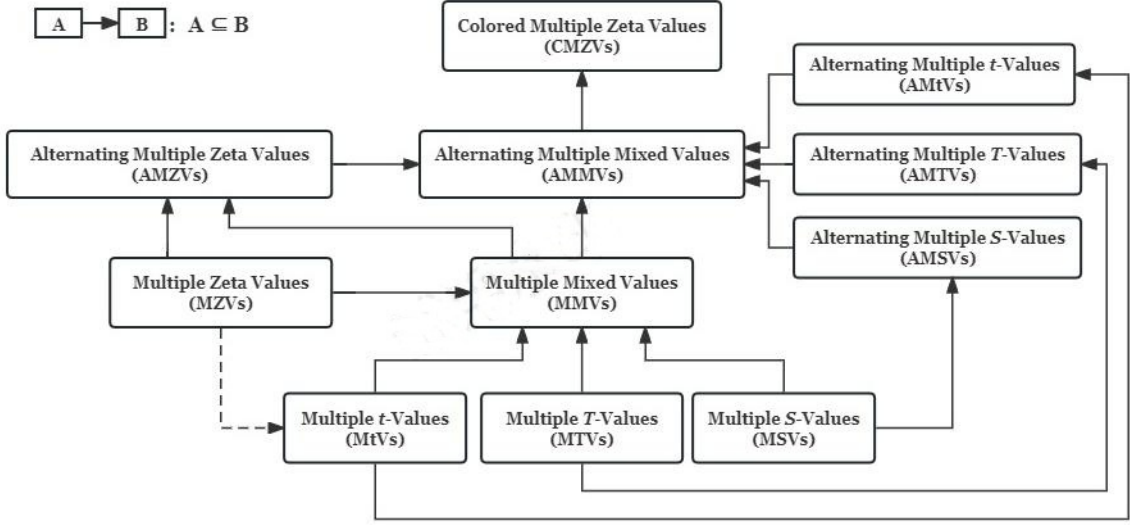 A B : A ⊆ B
Colored Multiple Zeta Values
(CMZVs)
Alternating Multiple t-Values
(AMtVs)
Alternating Multiple Zeta Values
(AMZVs)
Alternating Multiple Mixed Values
(AMMVs)
Alternating Multiple T-Values
(AMTVs)
Alternating Multiple S-Values
(AMSVs)
Multiple Zeta Values
(MZVs)
Multiple Mixed Values
(MMVs)
Multiple t-Values
(MtVs)
Multiple T-Values
(MTVs)
Multiple S-Values
(MSVs)